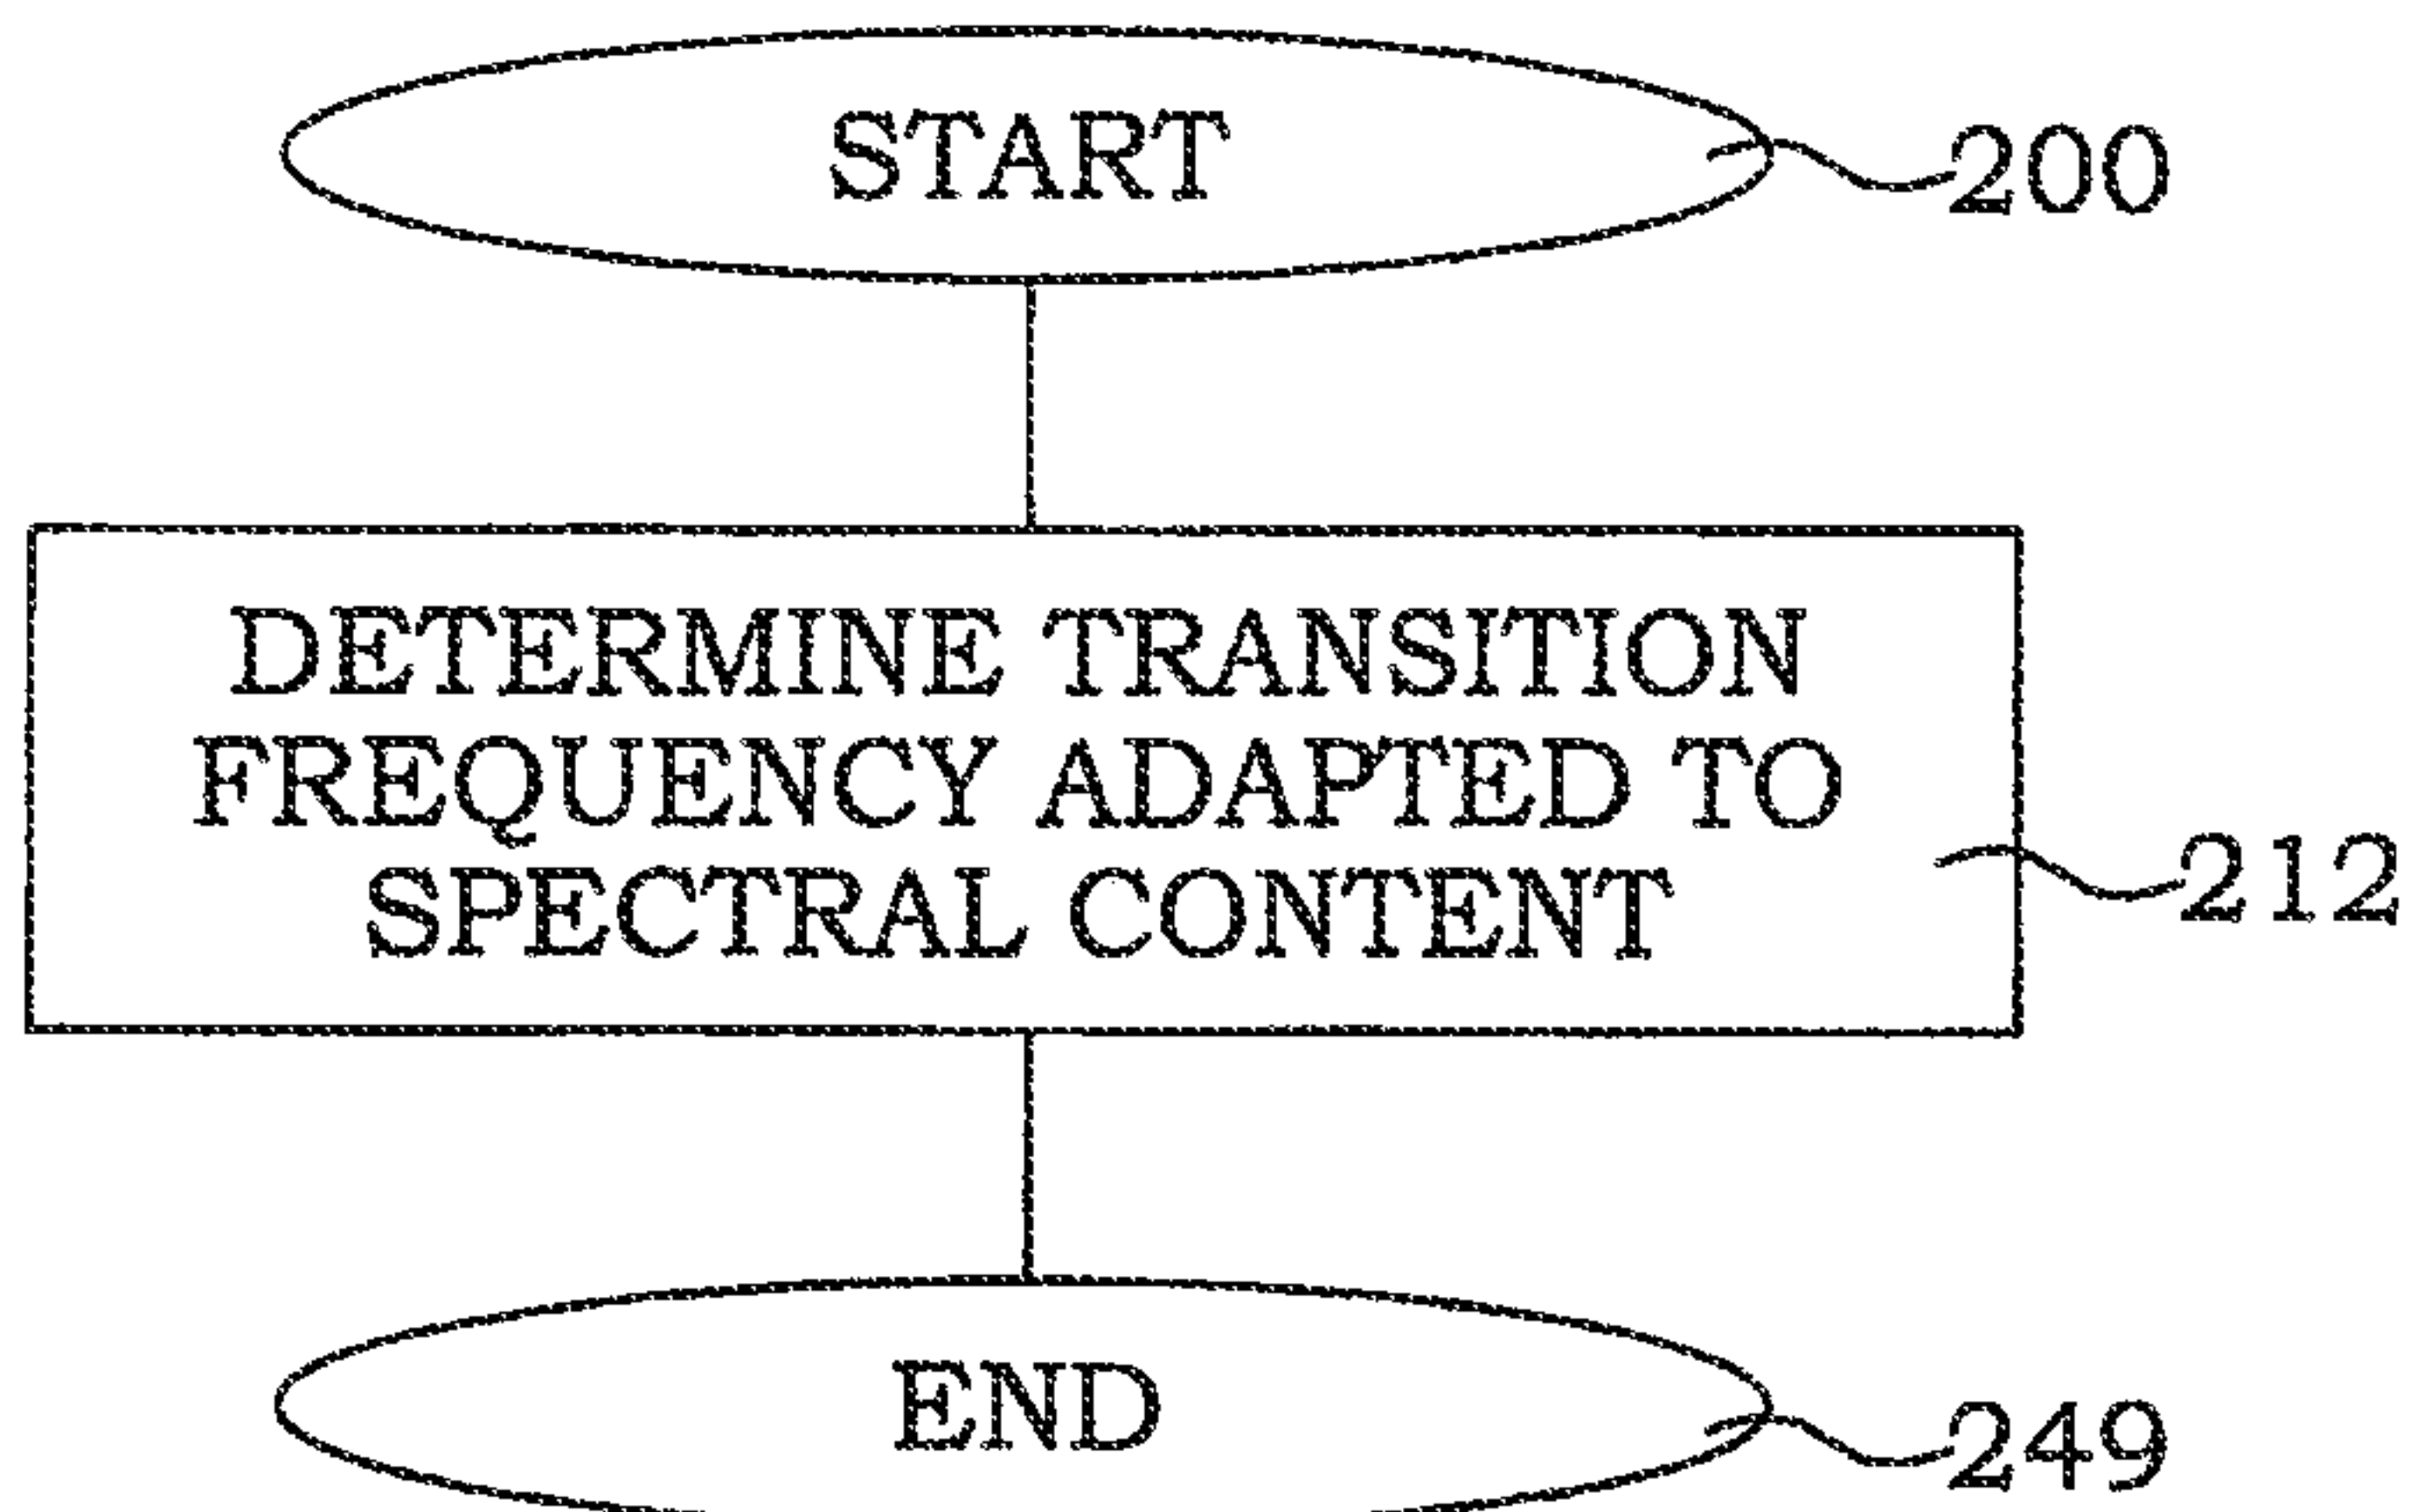 START
200
DETERMINE TRANSITION
FREQUENCY ADAPTED TO
SPECTRAL CONTENT
212
END
249